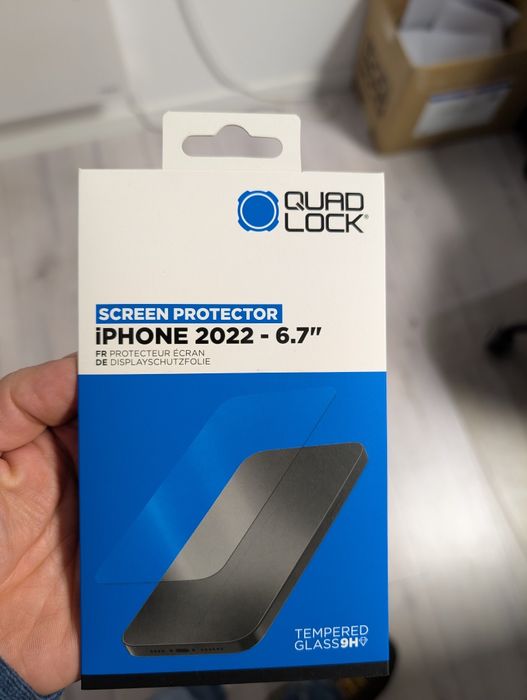 QUAD
LOCK®
SCREEN PROTECTOR
iPHONE 2022 - 6.7"
FR PROTECTEUR ÉCRAN
DE DISPLAYSCHUTZFOLIE
TEMPERED
GLASS9H